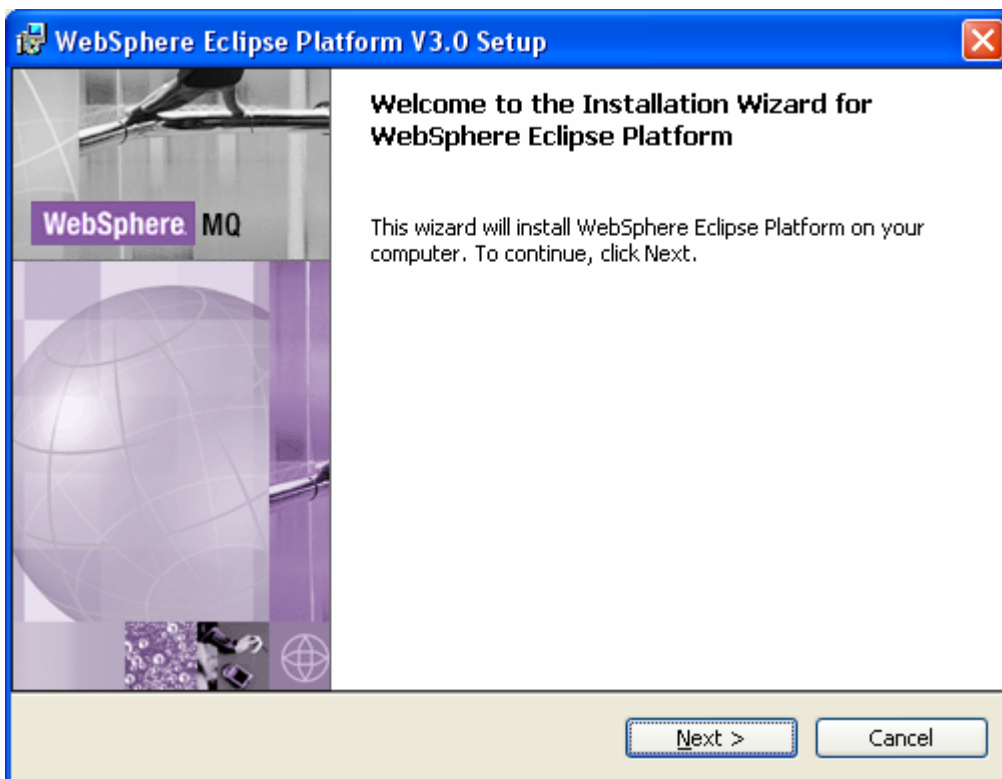 WebSphere Eclipse Platform V3.0 Setup
Welcome to the Installation Wizard for
WebSphere Eclipse Platform
WebSphere. MQ
This wizard will install WebSphere Eclipse Platform on your
computer. To continue, click Next.
Next >
Cancel